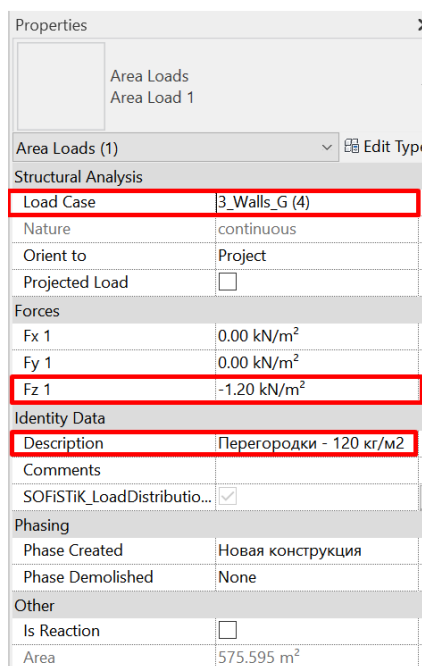 Properties
Area Loads
Area Load 1
Area Loads (1)
Edit Type
Structural Analysis
Load Case 3_Walls_G (4)
Nature continuous
Orient to Project
Projected Load
Forces
Fx 1 0.00 kN/m²
Fy 1 0.00 kN/m²
Fz 1 -1.20 kN/m²
Identity Data
Description Перегородки - 120 кг/м2
Comments
SOFiSTiK_LoadDistributio...
Phasing
Phase Created Новая конструкция
Phase Demolished None
Other
Is Reaction
Area 575.595 m²